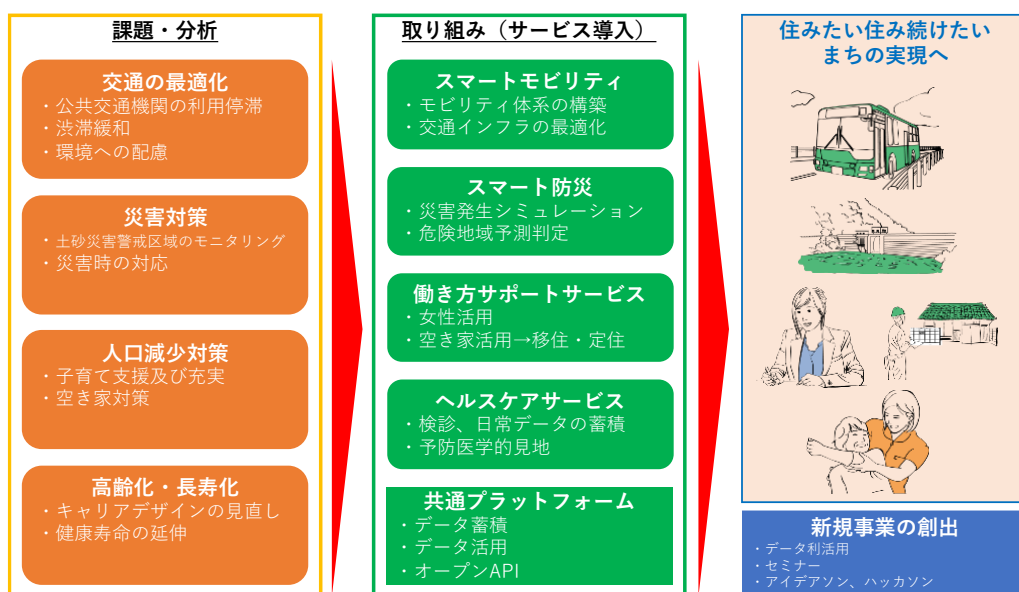 課題・分析
交通の最適化
・公共交通機関の利用停滞
・渋滞緩和
・環境への配慮
災害対策
・土砂災害警戒区域のモニタリング
・災害時の対応
人口減少対策
・子育て支援及び充実
・空き家対策
高齢化・長寿化
・キャリアデザインの見直し
・健康寿命の延伸
取り組み（サービス導入）
スマートモビリティ
・モビリティ体系の構築
・交通インフラの最適化
スマート防災
・災害発生シミュレーション
・危険地域予測判定
働き方サポートサービス
・女性活用
・空き家活用→移住・定住
ヘルスケアサービス
・検診、日常データの蓄積
・予防医学的見地
共通プラットフォーム
・データ蓄積
・データ活用
・オープンAPI
住みたい住み続けたい
まちの実現へ
新規事業の創出
・データ利活用
・セミナー
・アイデアソン、ハッカソン